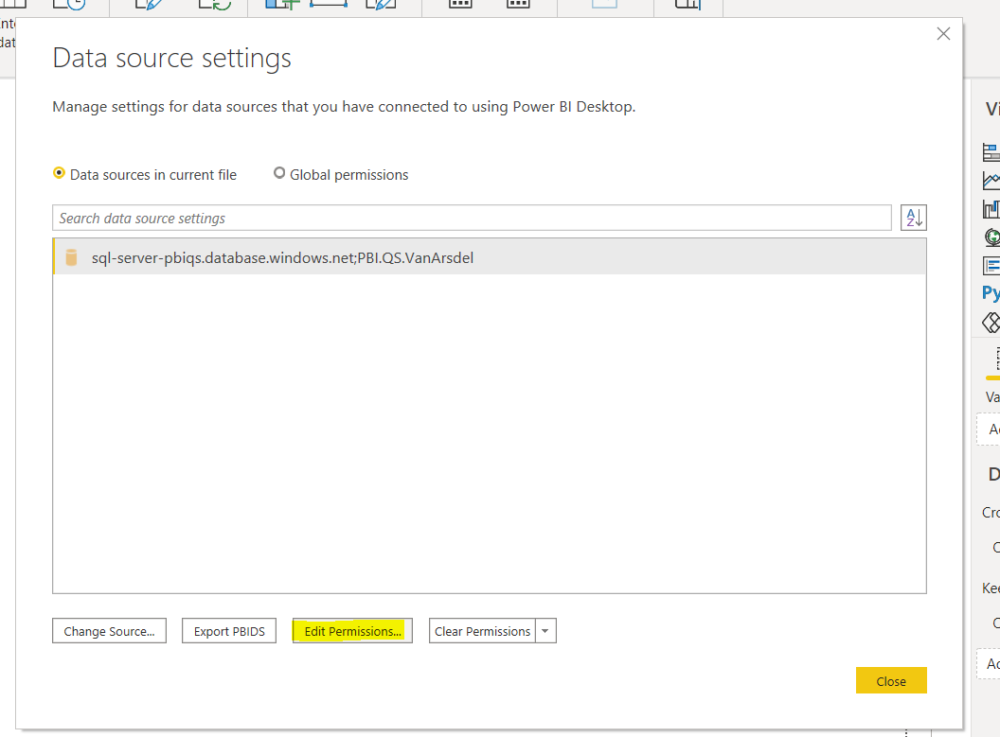 Data source settings
Manage settings for data sources that you have connected to using Power BI Desktop.
Data sources in current file
Global permissions
Search data source settings
A
Z
sql-server-pbiqs.database.windows.net;PBI.QS.VanArsdel
Change Source...
Export PBIDS
Edit Permissions...
Clear Permissions
Close
Py